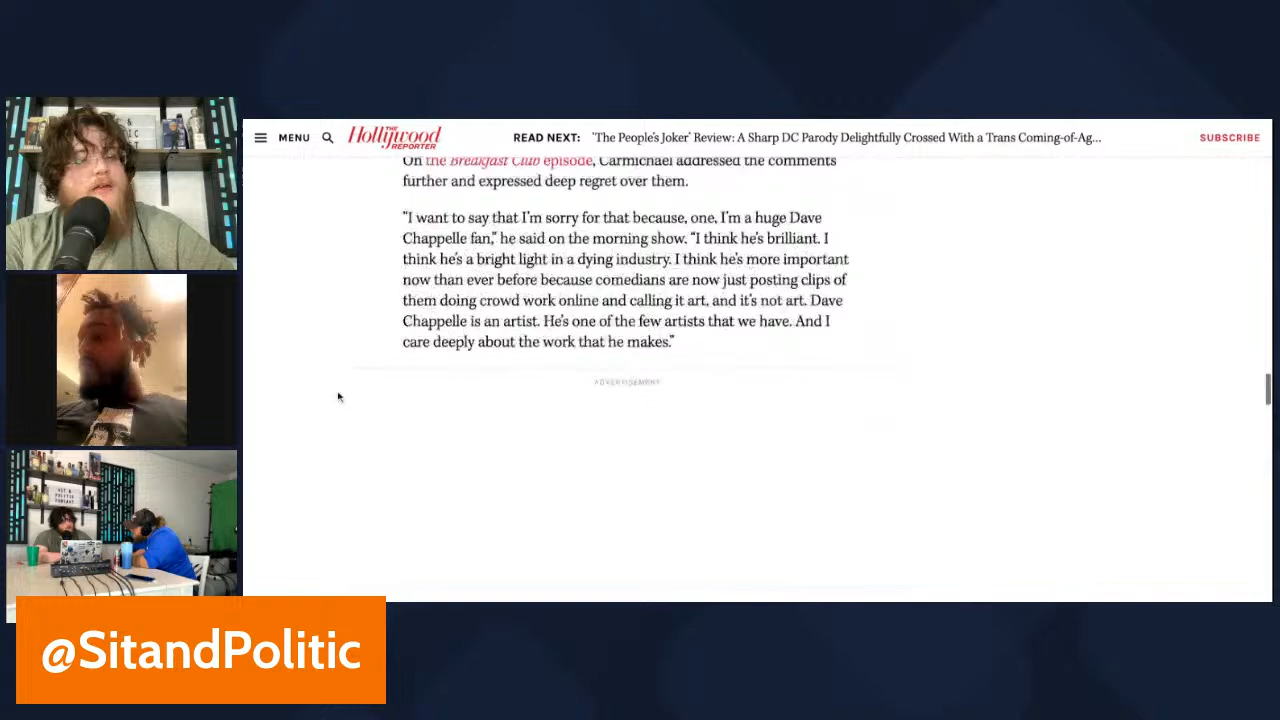 MENU
THE Hollywood REPORTER
READ NEXT: 'The People's Joker' Review: A Sharp DC Parody Delightfully Crossed With a Trans Coming-of-Ag...
SUBSCRIBE
On the Breakfast Club episode, Carmichael addressed the comments
further and expressed deep regret over them.
"I want to say that I'm sorry for that because, one, I'm a huge Dave
Chappelle fan," he said on the morning show. "I think he's brilliant. I
think he's a bright light in a dying industry. I think he's more important
now than ever before because comedians are now just posting clips of
them doing crowd work online and calling it art, and it's not art. Dave
Chappelle is an artist. He's one of the few artists that we have. And I
care deeply about the work that he makes."
ADVERTISEMENT
@SitandPolitic